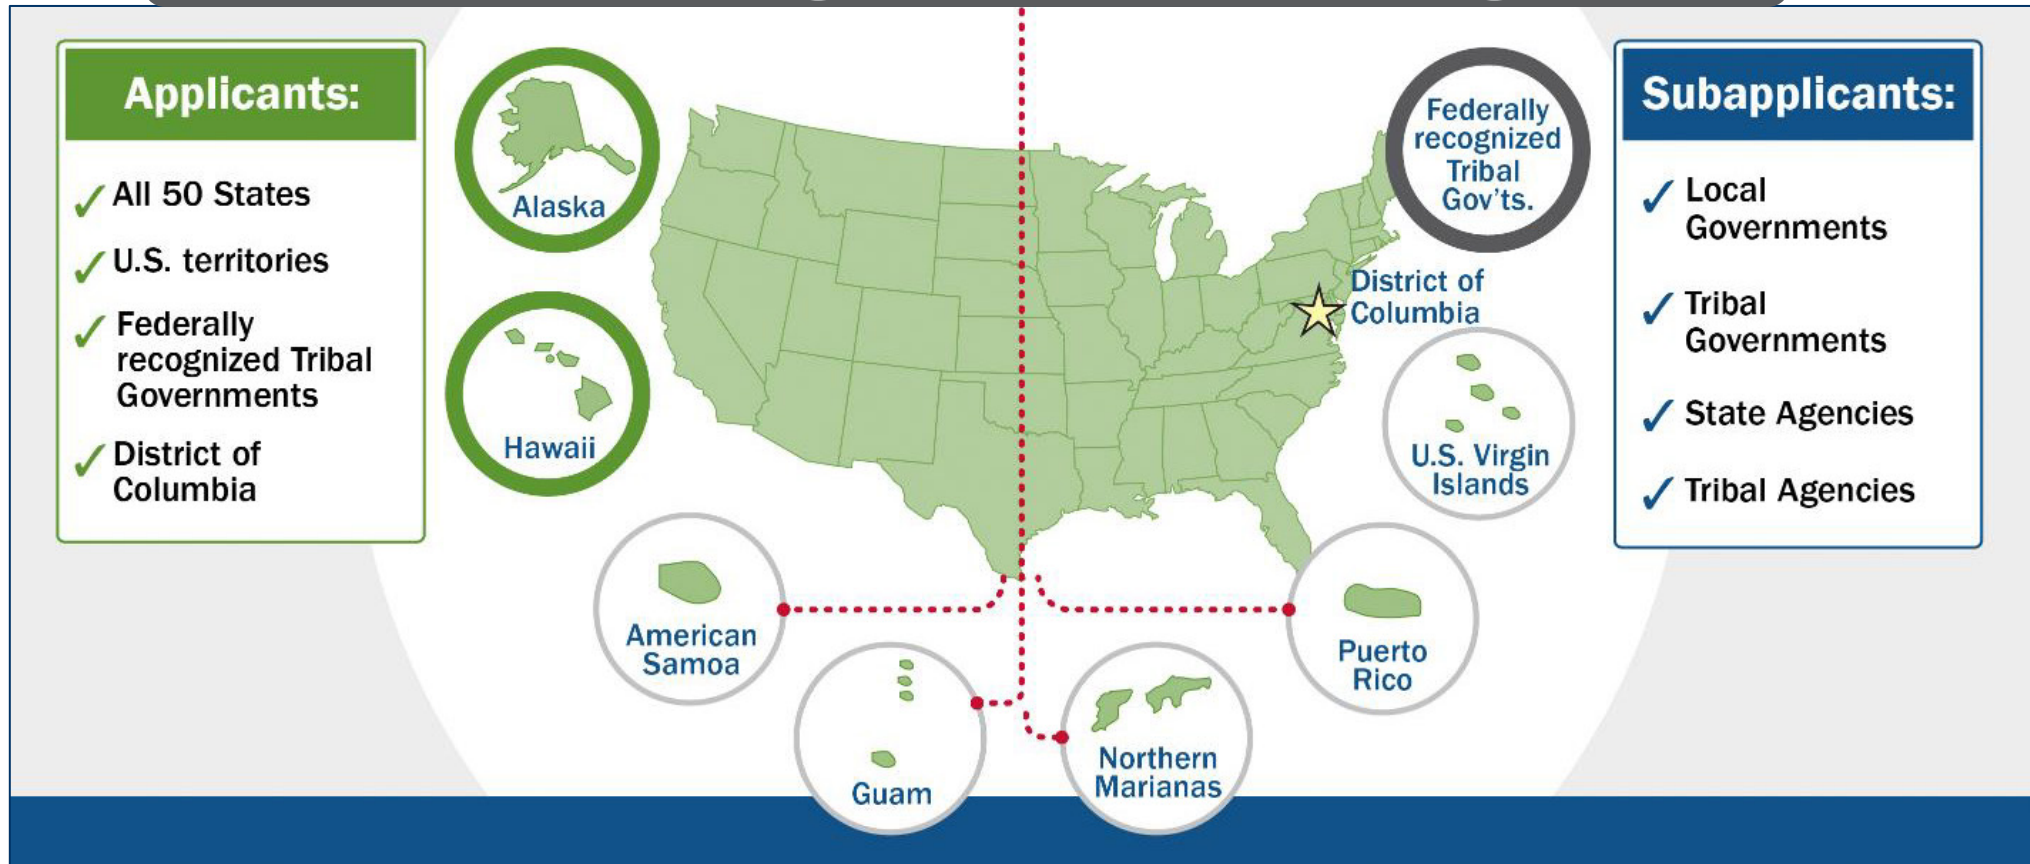 Applicants:
All 50 States
U.S. territories
Federally
recognized Tribal
Governments
District of
Columbia
Alaska
Hawaii
Federally
recognized
Tribal
Gov'ts.
District of
Columbia
U.S. Virgin
Islands
American
Samoa
Guam
Northern
Marianas
Puerto
Rico
Subapplicants:
Local
Governments
Tribal
Governments
State Agencies
Tribal Agencies